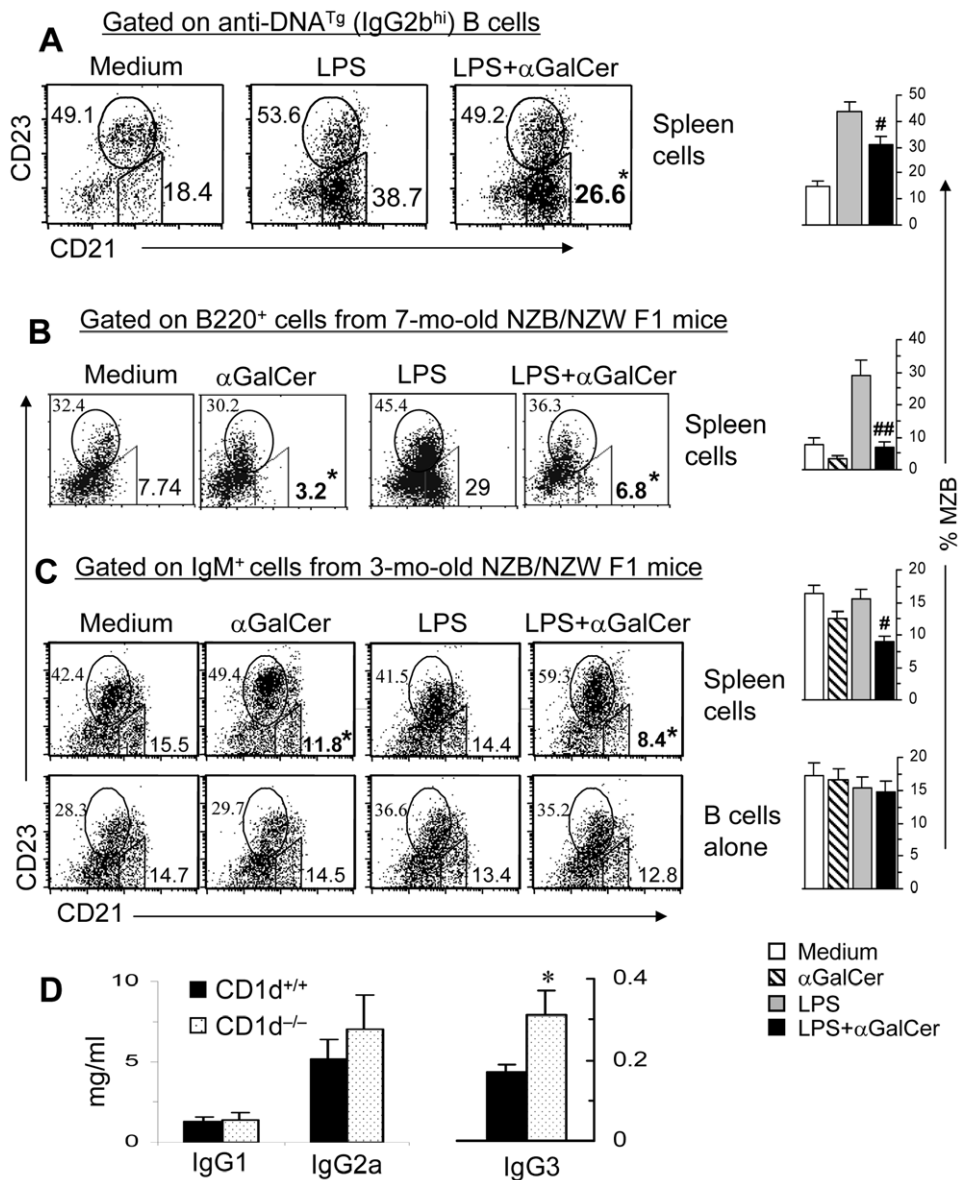 A Gated on anti-DNATg (IgG2bhi) B cells
Medium LPS LPS+αGalCer
49.1 18.4
53.6 38.7
49.2 26.6*
CD23
CD21
Spleen cells
50
40
30
20
10
0
#
B Gated on B220+ cells from 7-mo-old NZB/NZW F1 mice
Medium αGalCer LPS LPS+αGalCer
32.4 7.74
30.2 3.2*
45.4 29
36.3 6.8*
Spleen cells
40
30
20
10
0
##
% MZB
C Gated on IgM+ cells from 3-mo-old NZB/NZW F1 mice
Medium αGalCer LPS LPS+αGalCer
42.4 15.5
49.4 11.8*
41.5 14.4
59.3 8.4*
Spleen cells
20
15
10
5
0
#
28.3 14.7
29.7 14.5
36.6 13.4
35.2 12.8
B cells alone
20
15
10
5
0
CD23
CD21
Medium
αGalCer
LPS
LPS+αGalCer
D
CD1d+/+
CD1d−/−
mg/ml
10
5
0
IgG1 IgG2a
*
0.4
0.2
0
IgG3